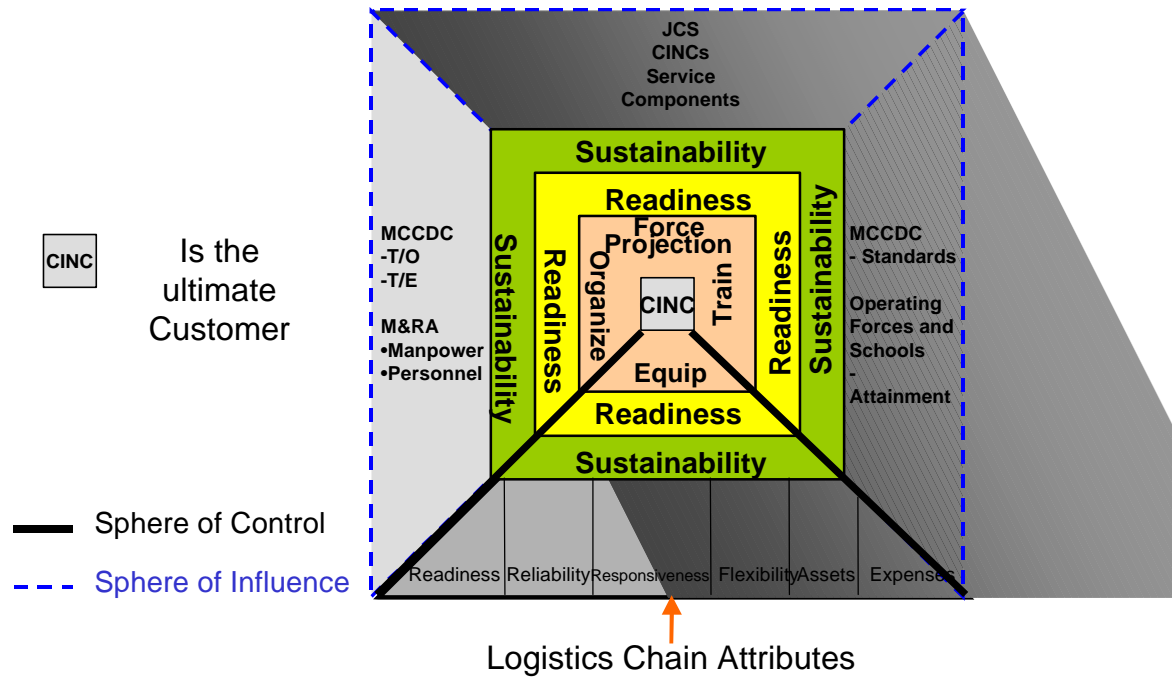 JCS
CINCs
Service
Components
Sustainability
Readiness
Force
Projection
Organize
Train
CINC
Equip
Readiness
Readiness
Readiness
Sustainability
Sustainability
Sustainability
MCCDC
-T/O
-T/E
M&RA
•Manpower
•Personnel
MCCDC
- Standards
Operating
Forces and
Schools
-
Attainment
CINC
Is the
ultimate
Customer
Sphere of Control
Sphere of Influence
Readiness Reliability Responsiveness Flexibility Assets Expenses
Logistics Chain Attributes